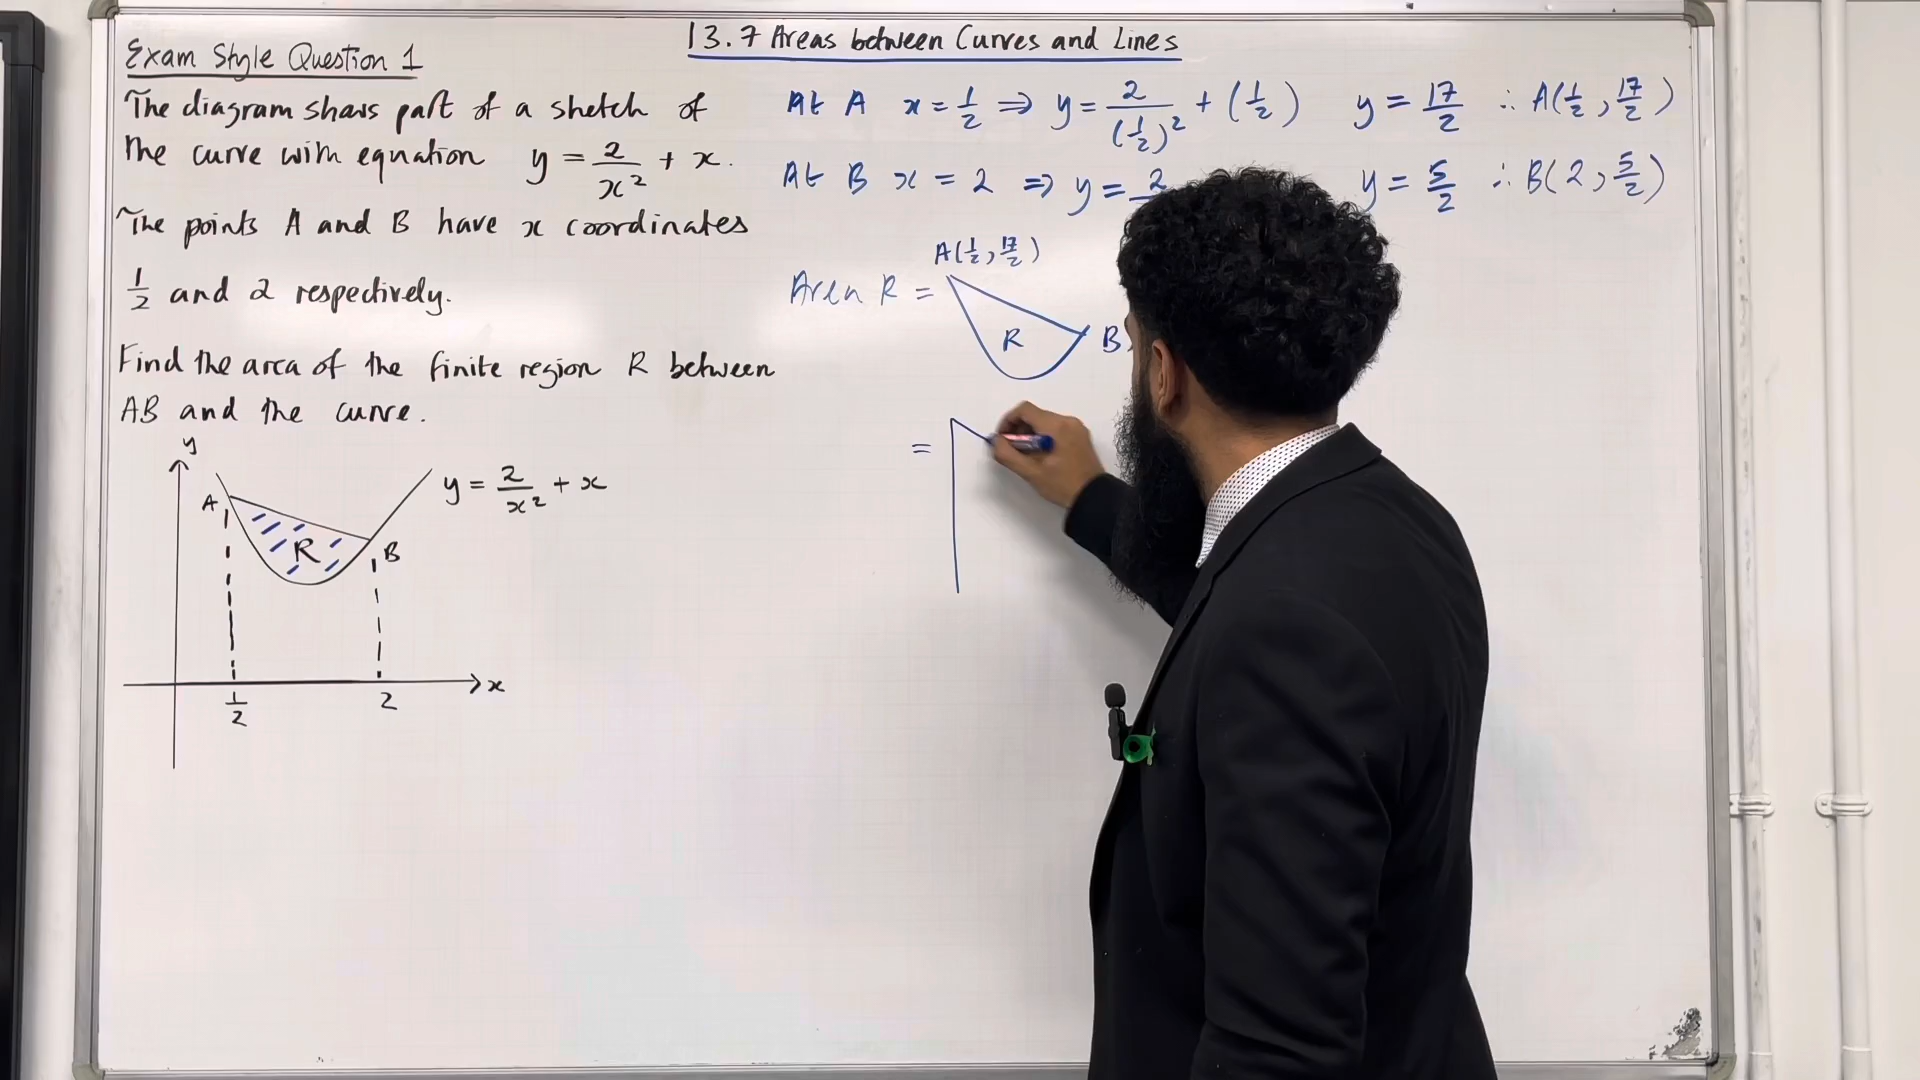 13.7 Areas between Curves and Lines
Exam Style Question 1
The diagram shows part of a sketch of
the curve with equation y = 2/x² + x.
The points A and B have x coordinates
1/2 and 2 respectively.
Find the area of the finite region R between
AB and the curve.
y
A
R
B
y = 2/x² + x
x
1/2
2
At A x = 1/2 ⇒ y = 2/(1/2)² + (1/2) y = 17/2 ∴ A(1/2, 17/2)
At B x = 2 ⇒ y = 2 y = 5/2 ∴ B(2, 5/2)
A(1/2, 17/2)
Area R =
R
B
=